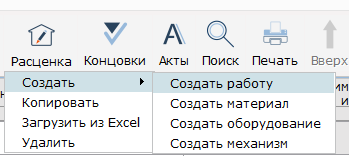 Расценка Концовки Акты Поиск Печать Вверх
Создать
Копировать
Загрузить из Excel
Удалить
Создать работу
Создать материал
Создать оборудование
Создать механизм